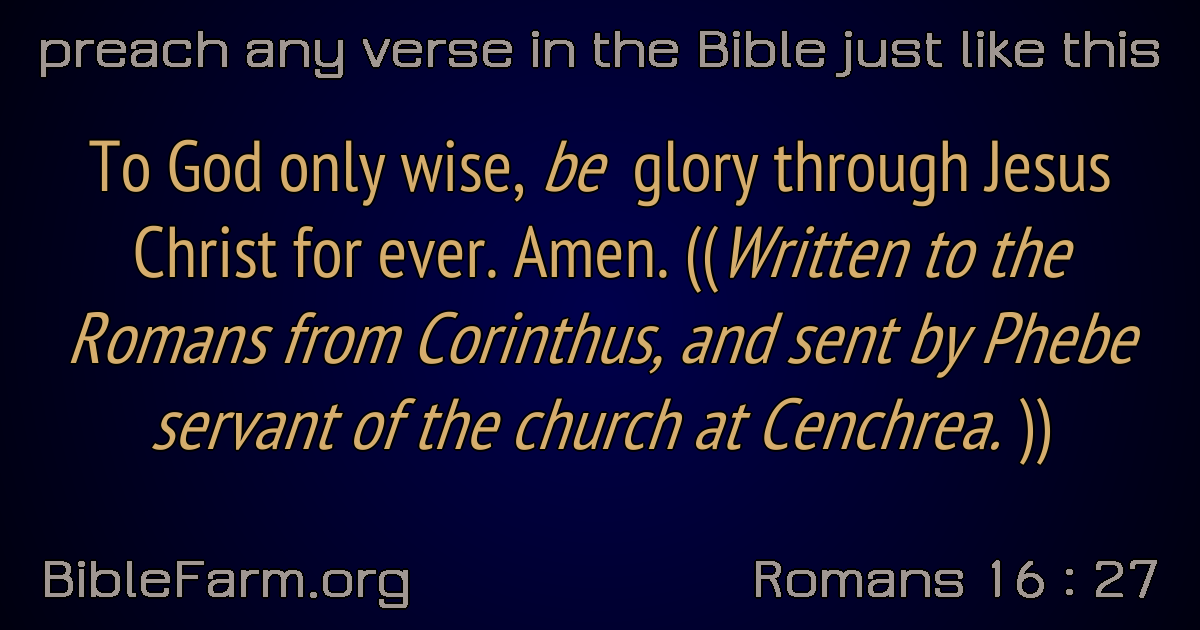 preach any verse in the Bible just like this
To God only wise, be glory through Jesus
Christ for ever. Amen. ((Written to the
Romans from Corinthus, and sent by Phebe
servant of the church at Cenchrea. ))
BibleFarm.org
Romans 16 : 27